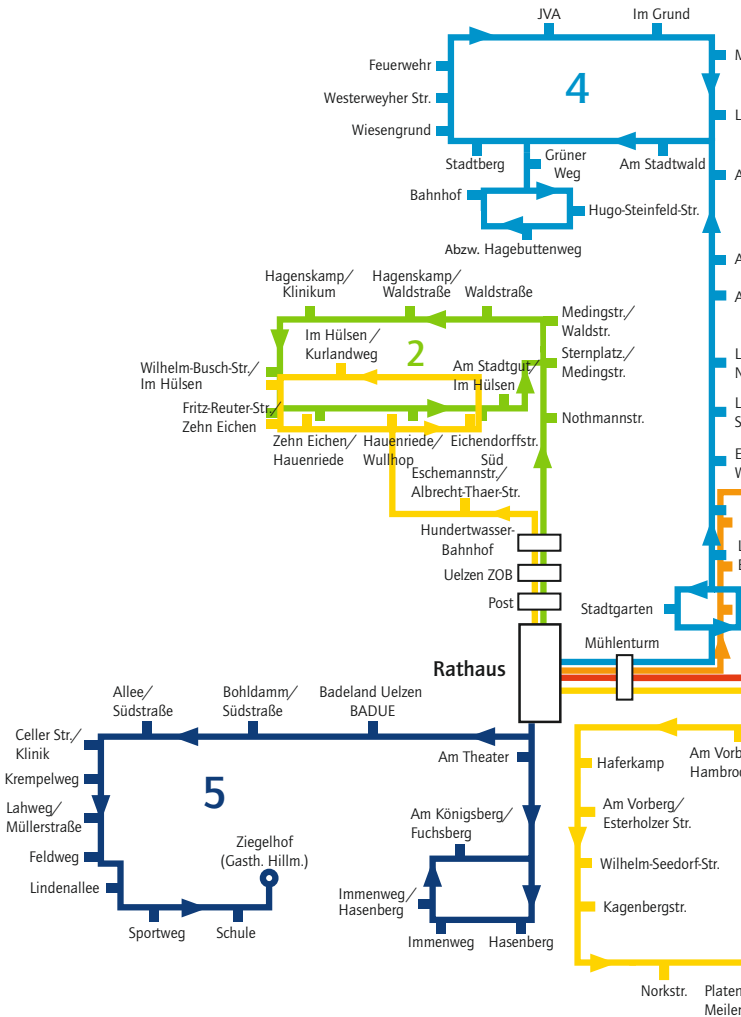 JVA
Im Grund
Feuerwehr
4
Westerweyher Str.
Wiesengrund
Stadtberg
Grüner
Weg
Am Stadtwald
Bahnhof
Hugo-Steinfeld-Str.
Abzw. Hagebuttenweg
Hagenskamp/
Klinikum
Hagenskamp/
Waldstraße
Waldstraße
Medingstr./
Waldstr.
Im Hülsen /
Kurlandweg
2
Sternplatz/
Medingstr.
Wilhelm-Busch-Str./
Im Hülsen
Am Stadtgut/
Im Hülsen
Fritz-Reuter-Str./
Zehn Eichen
Nothmannstr.
Zehn Eichen/
Hauenriede
Hauenriede/
Wullhop
Eichendorffstr.
Süd
Eschemannstr./
Albrecht-Thaer-Str.
Hundertwasser-
Bahnhof
Uelzen ZOB
Post
Stadtgarten
Mühlenturm
Rathaus
Allee/
Südstraße
Bohldamm/
Südstraße
Badeland Uelzen
BADUE
Celler Str./
Klinik
Am Theater
Haferkamp
Am Vorb
Hambro
Krempelweg
5
Lahweg/
Müllerstraße
Am Königsberg/
Fuchsberg
Am Vorberg/
Esterholzer Str.
Feldweg
Ziegelhof
(Gasth. Hillm.)
Wilhelm-Seedorf-Str.
Lindenallee
Immenweg/
Hasenberg
Kagenbergstr.
Sportweg
Schule
Immenweg
Hasenberg
Norkstr.
Platen
Meiler